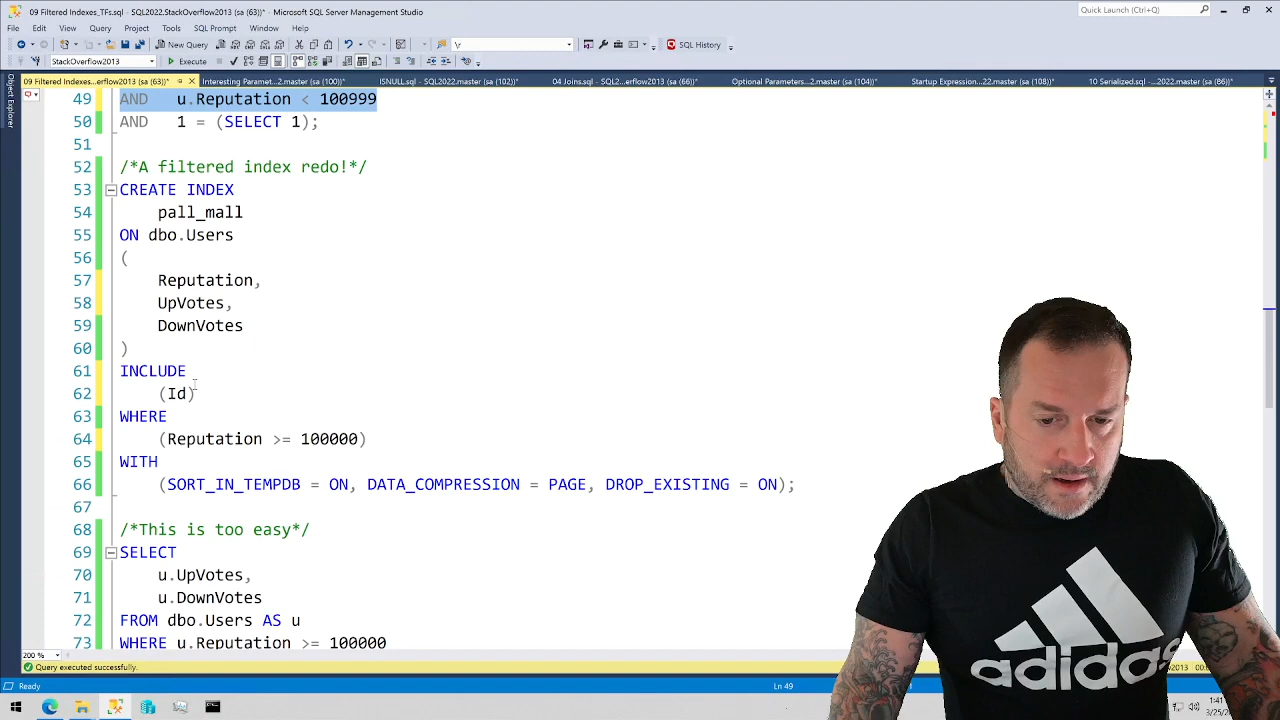 09 Filtered Indexes_TFs.sql - SQL2022.StackOverflow2013 (sa (63))* - Microsoft SQL Server Management Studio
Quick Launch (Ctrl+Q)
File Edit View Query Project Tools SQL Prompt Window Help
New Query
SQL History
StackOverflow2013
Execute
09 Filtered Indexes...erflow2013 (sa (63))*
Interesting Paramet...2.master (sa (100))*
ISNULL.sql - SQL2022.master (sa (102))*
04 Joins.sql - SQL2...erflow2013 (sa (66))*
Optional Parameters...2.master (sa (104))*
Startup Expression...22.master (sa (108))*
10 Serialized.sql -...2.master (sa (86))*
Object Explorer
49 AND u.Reputation < 100999
50 AND 1 = (SELECT 1);
51
52 /*A filtered index redo!*/
53 CREATE INDEX
54 pall_mall
55 ON dbo.Users
56 (
57 Reputation,
58 UpVotes,
59 DownVotes
60 )
61 INCLUDE
62 (Id)
63 WHERE
64 (Reputation >= 100000)
65 WITH
66 (SORT_IN_TEMPDB = ON, DATA_COMPRESSION = PAGE, DROP_EXISTING = ON);
67
68 /*This is too easy*/
69 SELECT
70 u.UpVotes,
71 u.DownVotes
72 FROM dbo.Users AS u
73 WHERE u.Reputation >= 100000
200 %
Query executed successfully.
Ready
Ln 49
adidas